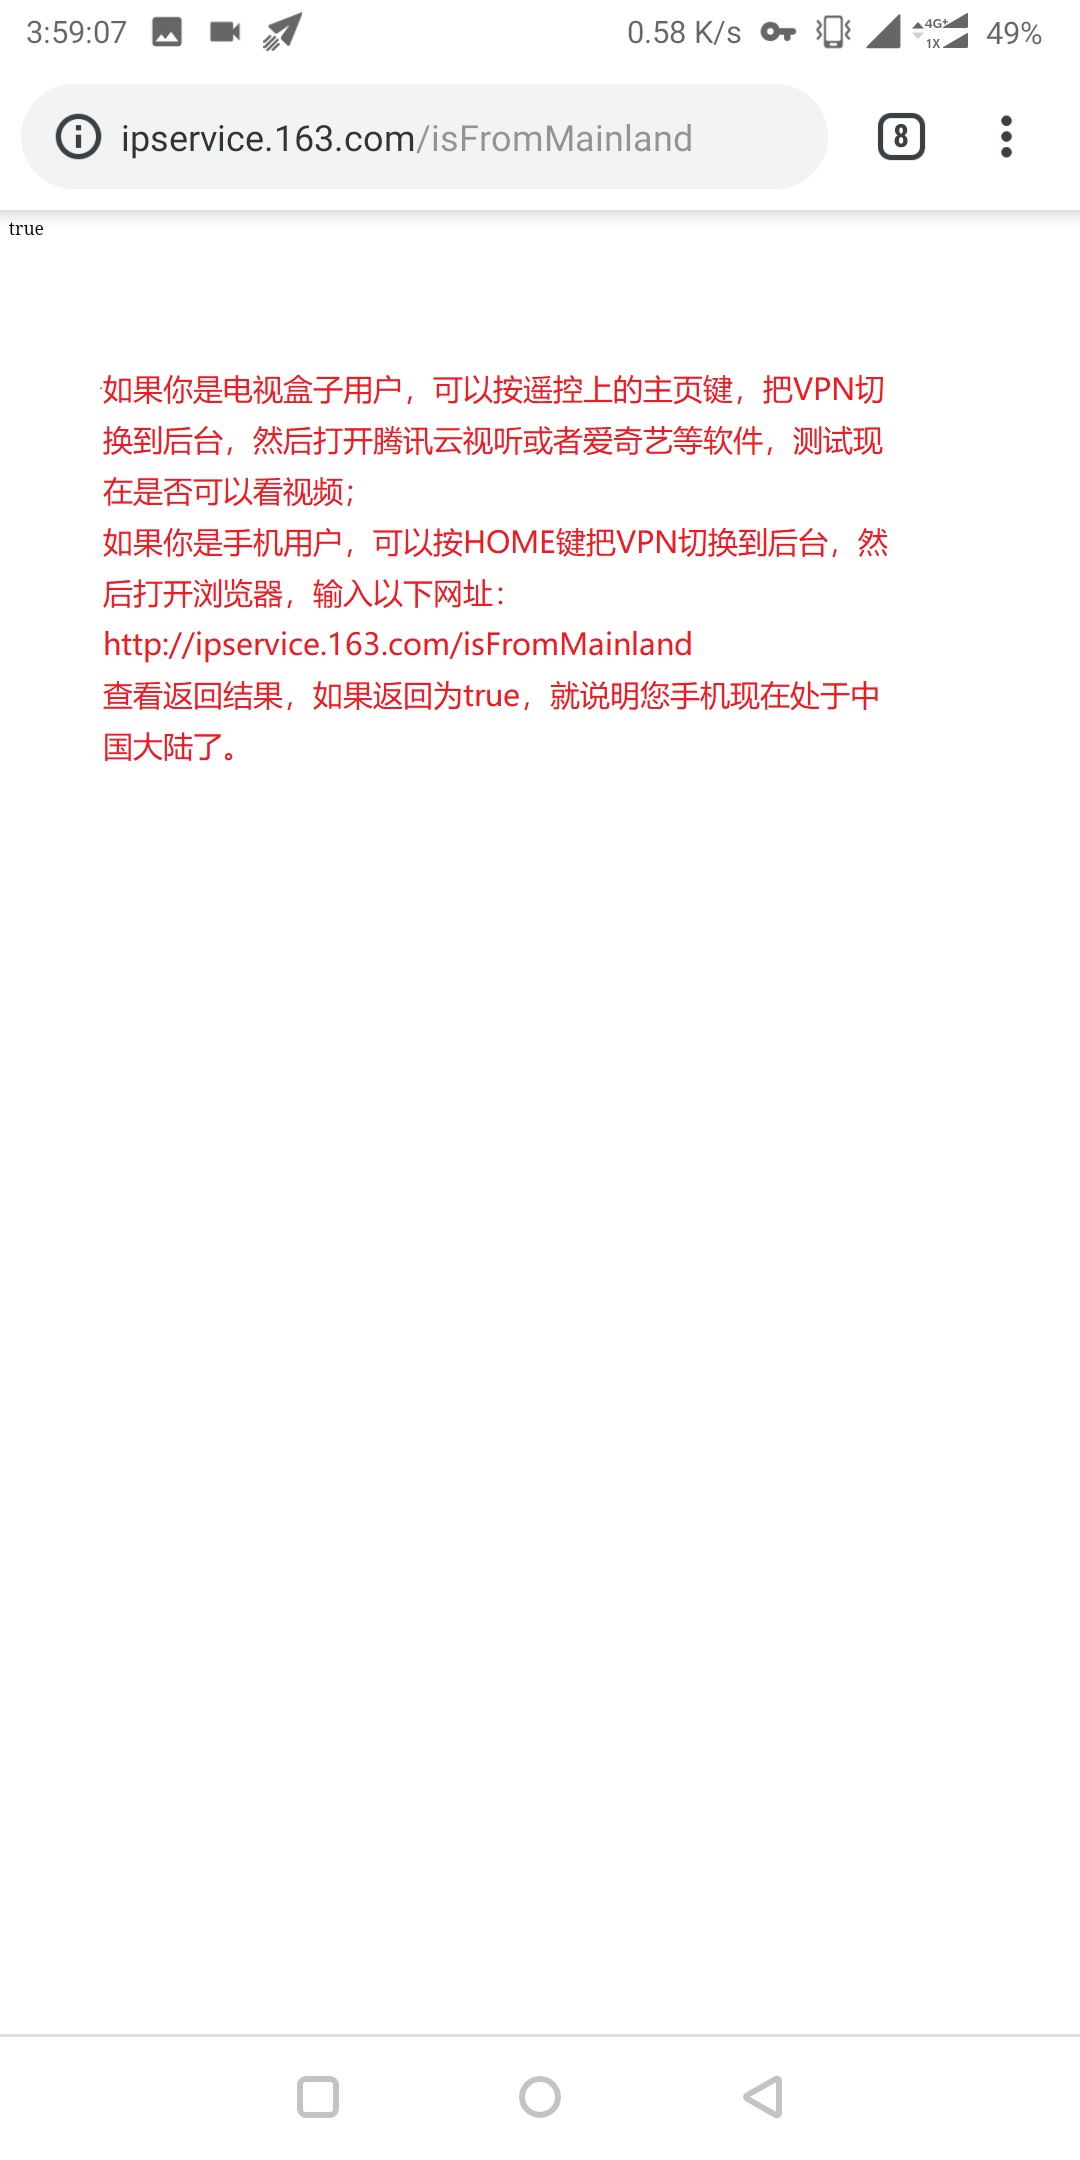 3:59:07 0.58 K/s 4G+ 1X 49%
ipservice.163.com/isFromMainland 8
true
如果你是电视盒子用户，可以按遥控上的主页键，把VPN切
换到后台，然后打开腾讯云视听或者爱奇艺等软件，测试现
在是否可以看视频；
如果你是手机用户，可以按HOME键把VPN切换到后台，然
后打开浏览器，输入以下网址：
http://ipservice.163.com/isFromMainland
查看返回结果，如果返回为true，就说明您手机现在处于中
国大陆了。